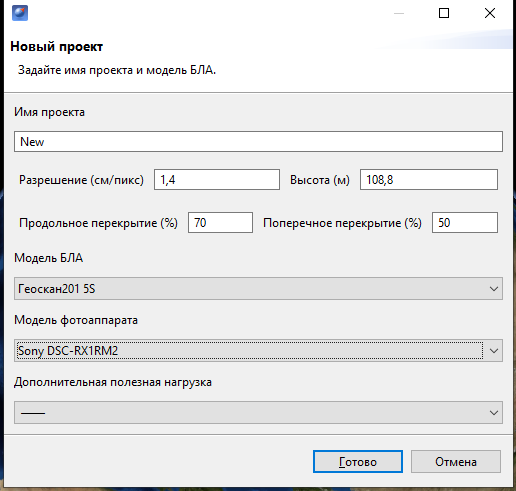 Новый проект
Задайте имя проекта и модель БЛА.
Имя проекта
New
Разрешение (см/пикс) 1,4 Высота (м) 108,8
Продольное перекрытие (%) 70 Поперечное перекрытие (%) 50
Модель БЛА
Геоскан201 5S
Модель фотоаппарата
Sony DSC-RX1RM2
Дополнительная полезная нагрузка
——
Готово Отмена